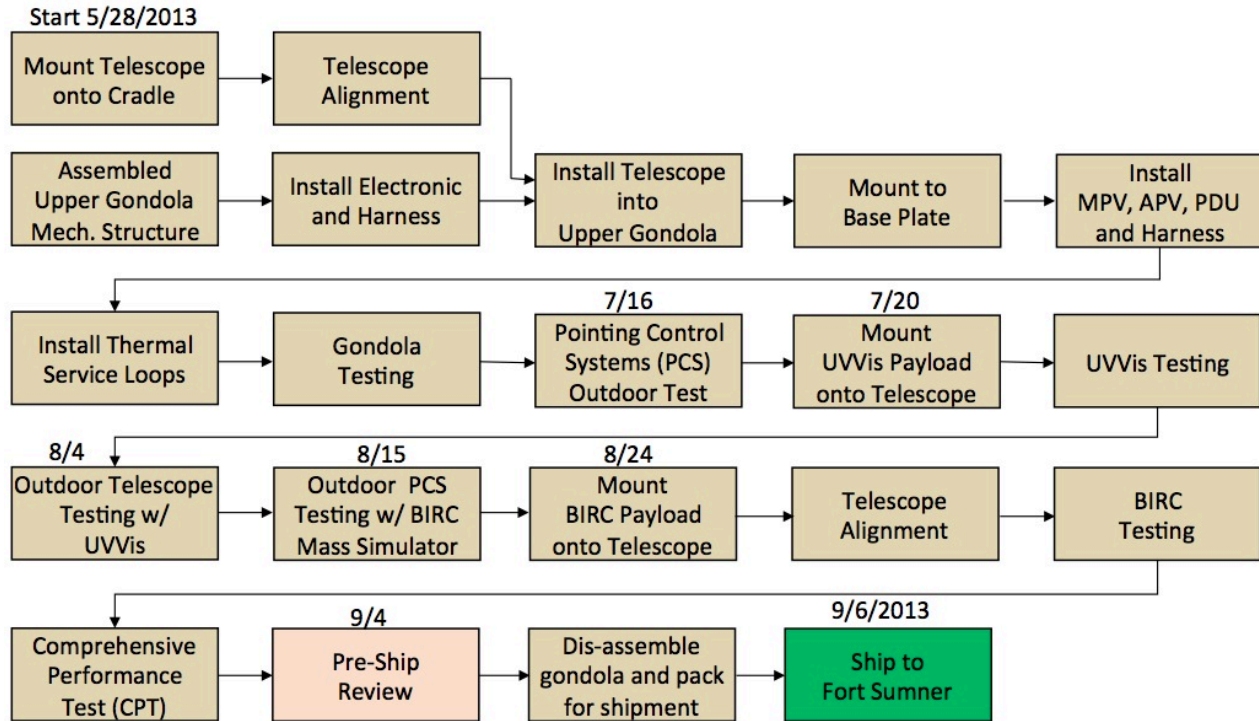 Start 5/28/2013
Mount Telescope
onto Cradle
Telescope
Alignment
Assembled
Upper Gondola
Mech. Structure
Install Electronic
and Harness
Install Telescope
into
Upper Gondola
Mount to
Base Plate
Install
MPV, APV, PDU
and Harness
Install Thermal
Service Loops
Gondola
Testing
7/16
Pointing Control
Systems (PCS)
Outdoor Test
7/20
Mount
UVVis Payload
onto Telescope
UVVis Testing
8/4
Outdoor Telescope
Testing w/
UVVis
8/15
Outdoor PCS
Testing w/ BIRC
Mass Simulator
8/24
Mount
BIRC Payload
onto Telescope
Telescope
Alignment
BIRC
Testing
Comprehensive
Performance
Test (CPT)
9/4
Pre-Ship
Review
Dis-assemble
gondola and pack
for shipment
9/6/2013
Ship to
Fort Sumner